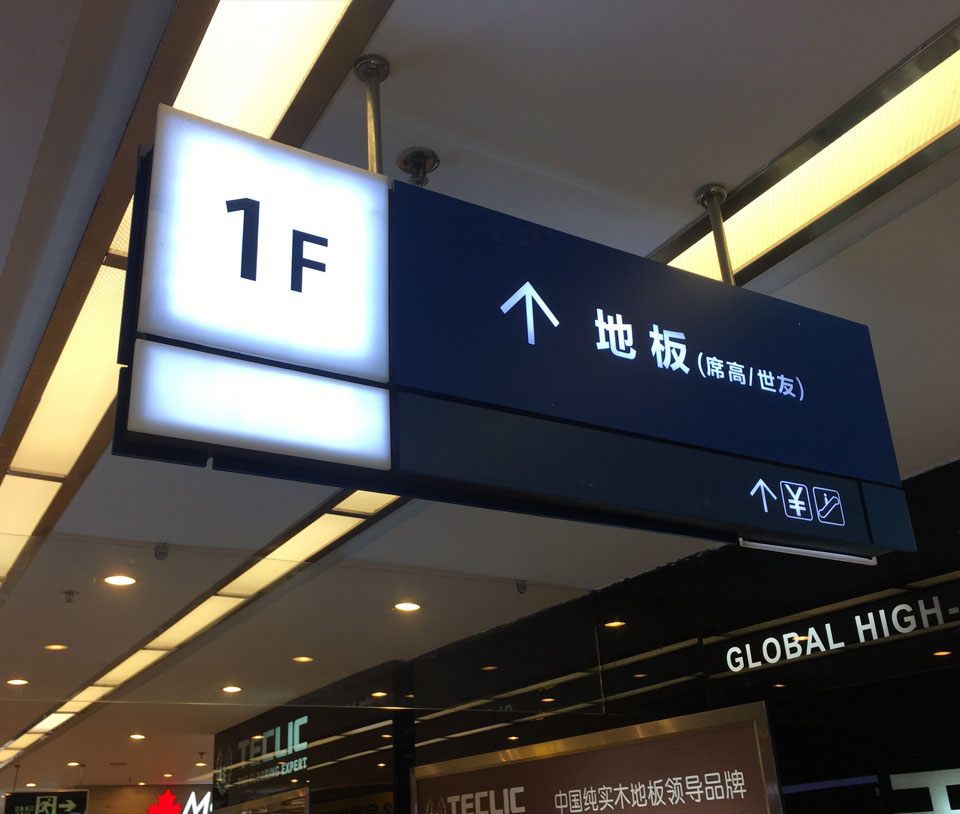 1F
地板(席高/世友)
¥
GLOBAL HIGH-
TECLIC
FLOORING EXPERT
TECLIC
中国纯实木地板领导品牌